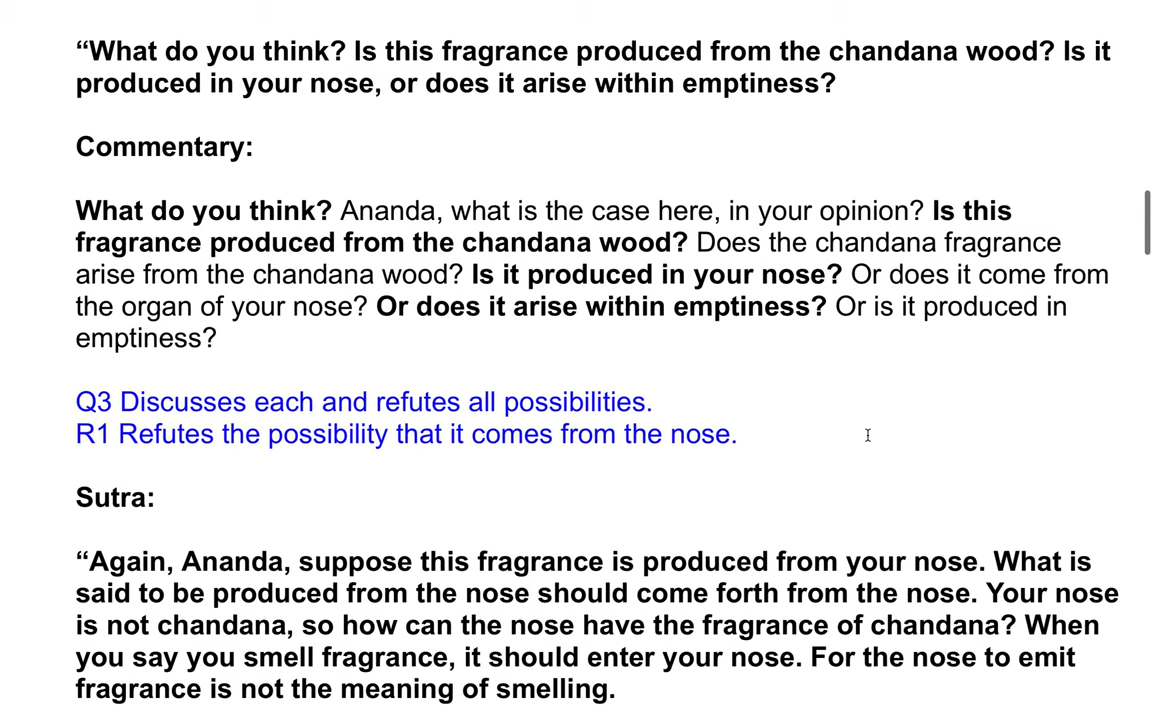 “What do you think? Is this fragrance produced from the chandana wood? Is it
produced in your nose, or does it arise within emptiness?
Commentary:
What do you think? Ananda, what is the case here, in your opinion? Is this
fragrance produced from the chandana wood? Does the chandana fragrance
arise from the chandana wood? Is it produced in your nose? Or does it come from
the organ of your nose? Or does it arise within emptiness? Or is it produced in
emptiness?
Q3 Discusses each and refutes all possibilities.
R1 Refutes the possibility that it comes from the nose.
Sutra:
“Again, Ananda, suppose this fragrance is produced from your nose. What is
said to be produced from the nose should come forth from the nose. Your nose
is not chandana, so how can the nose have the fragrance of chandana? When
you say you smell fragrance, it should enter your nose. For the nose to emit
fragrance is not the meaning of smelling.